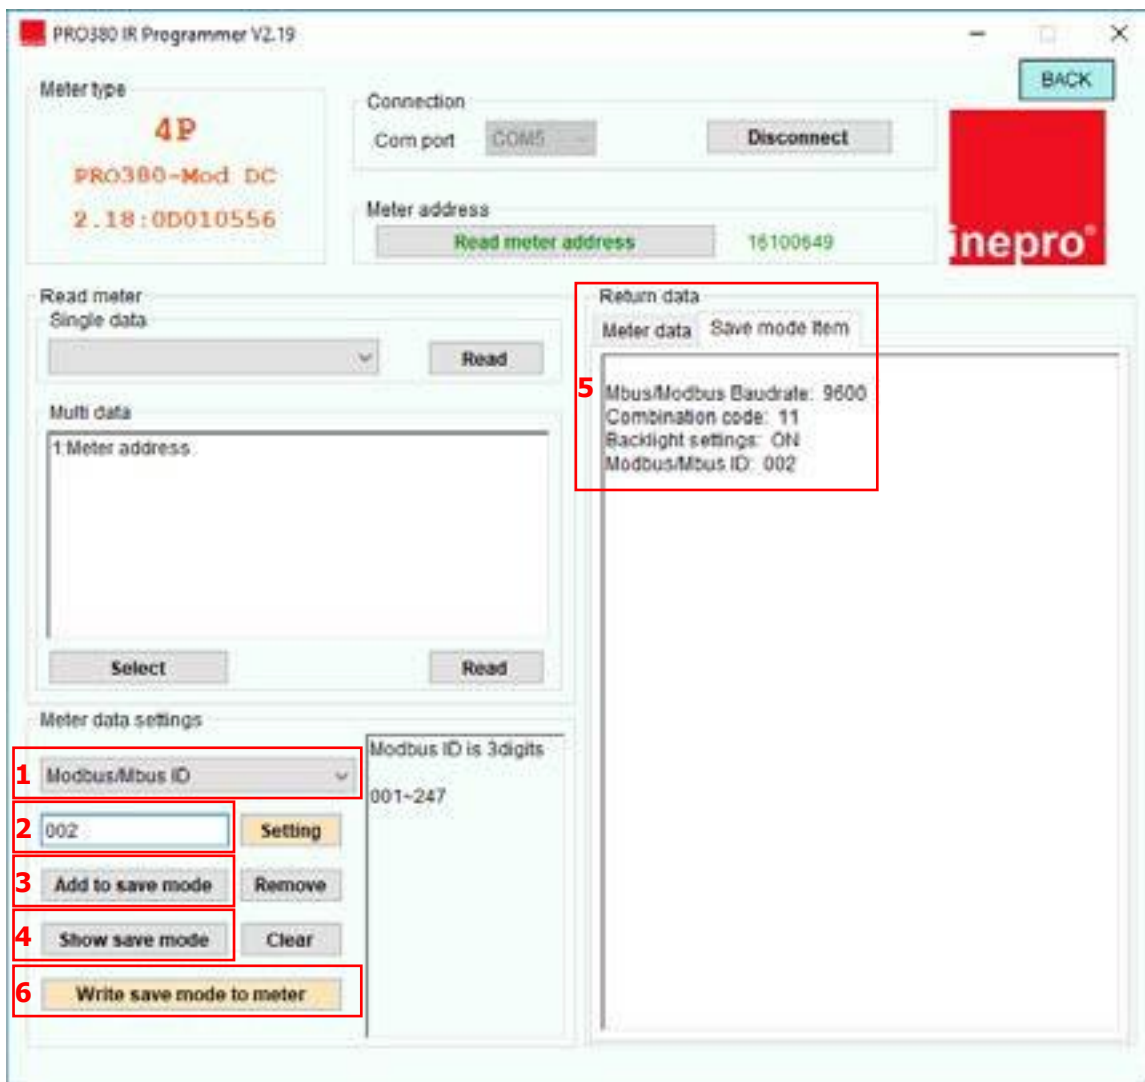 PRO380 IR Programmer V2.19
BACK
Meter type
4P
PRO380-Mod DC
2.18:0D010556
Connection
Com port COM5 Disconnect
Meter address
Read meter address 16100649
inepro®
Read meter
Single data
Read
Multi data
1.Meter address
Select Read
Meter data settings
1 Modbus/Mbus ID
2 002 Setting
3 Add to save mode Remove
4 Show save mode Clear
6 Write save mode to meter
Modbus ID is 3digits
001~247
Return data
Meter data Save mode Item
5
Mbus/Modbus Baudrate: 9600
Combination code: 11
Backlight settings: ON
Modbus/Mbus ID: 002